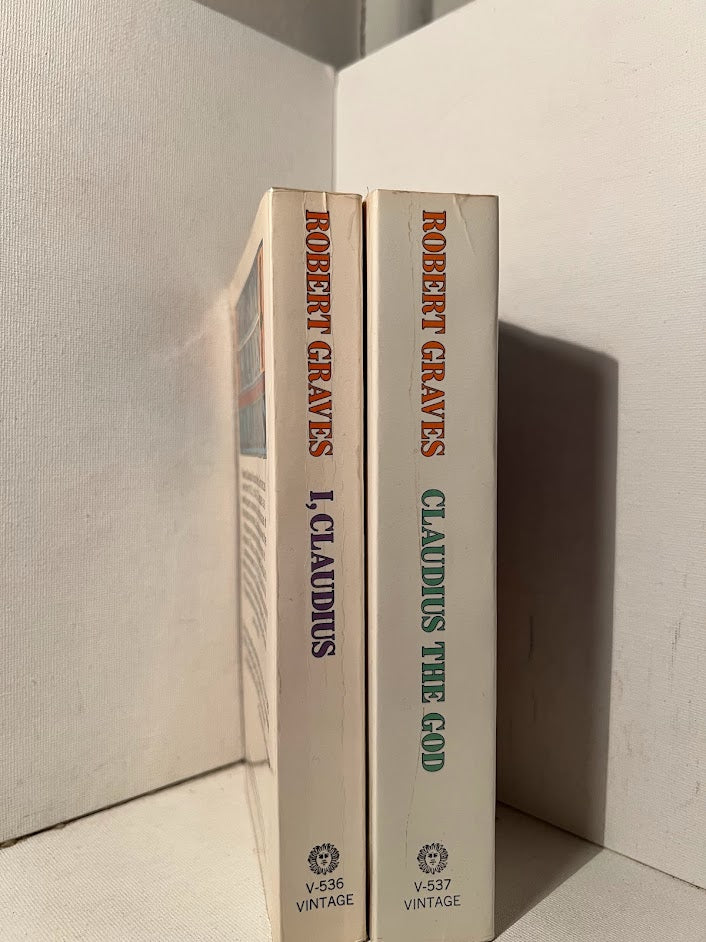 ROBERT GRAVES I, CLAUDIUS
V-536
VINTAGE
ROBERT GRAVES CLAUDIUS THE GOD
V-537
VINTAGE